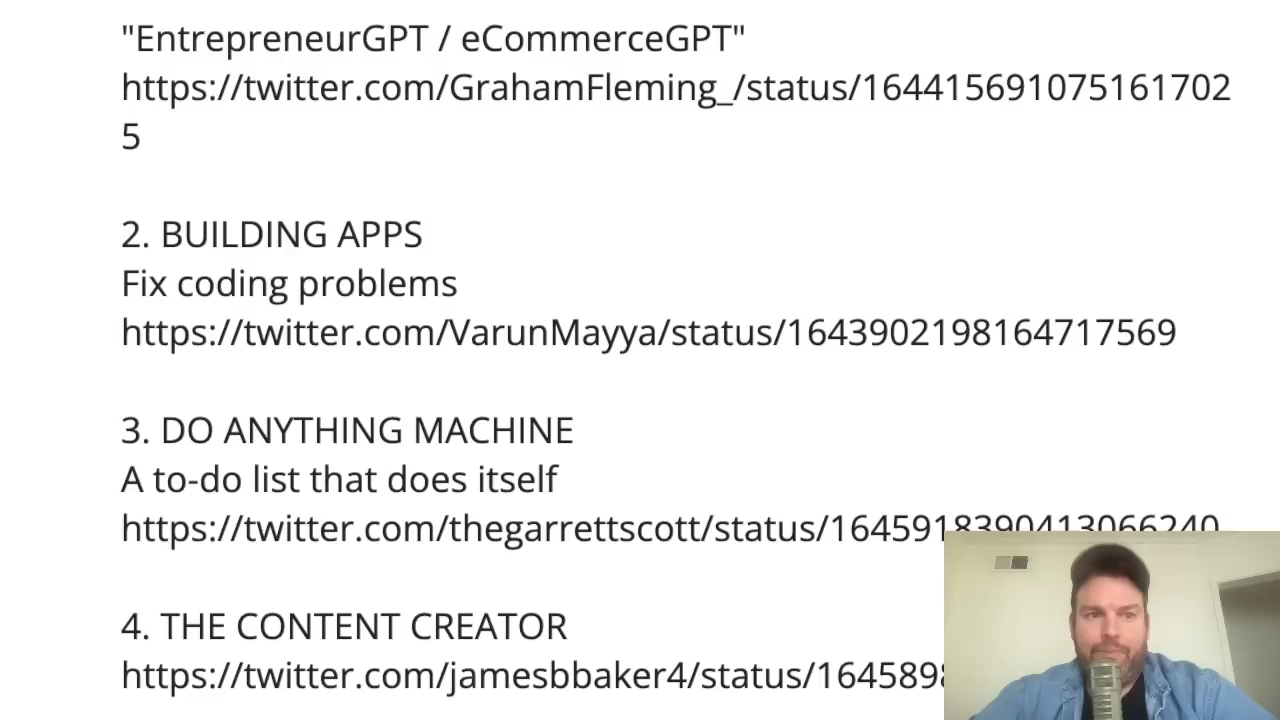 "EntrepreneurGPT / eCommerceGPT"
https://twitter.com/GrahamFleming_/status/164415691075161702
5
2. BUILDING APPS
Fix coding problems
https://twitter.com/VarunMayya/status/1643902198164717569
3. DO ANYTHING MACHINE
A to-do list that does itself
https://twitter.com/thegarrettscott/status/1645918390413066240
4. THE CONTENT CREATOR
https://twitter.com/jamesbbaker4/status/164589